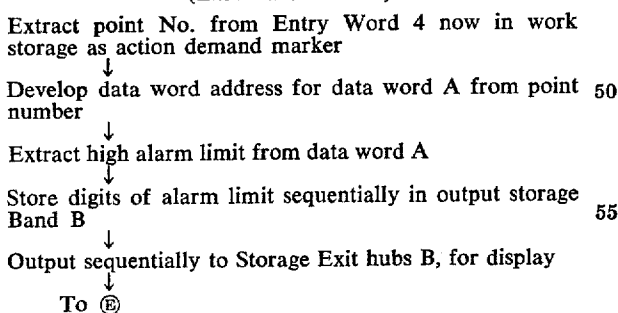 Extract point No. from Entry Word 4 now in work
storage as action demand marker
↓
Develop data word address for data word A from point 50
number
↓
Extract high alarm limit from data word A
↓
Store digits of alarm limit sequentially in output storage
Band B 55
↓
Output sequentially to Storage Exit hubs B, for display
↓
To Ⓔ